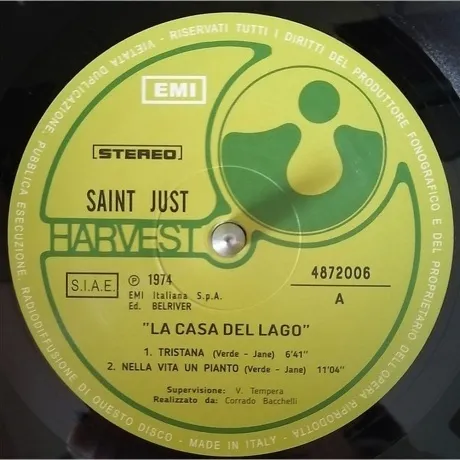 RISERVATI TUTTI I DIRITTI DEL PRODUTTORE FONOGRAFICO E DEL PROPRIETARIO DELL'OPERA RIPRODOTTA
VIETATA DUPLICAZIONE, PUBBLICA ESECUZIONE, RADIODIFFUSIONE DI QUESTO DISCO - MADE IN ITALY -
EMI
STEREO
SAINT JUST
HARVEST
S.I.A.E.
Ⓟ 1974
EMI Italiana S.p.A.
Ed. BELRIVER
4872006
A
"LA CASA DEL LAGO"
1. TRISTANA (Verde - Jane) 6'41"
2. NELLA VITA UN PIANTO (Verde - Jane) 11'04"
Supervisione: V. Tempera
Realizzato da: Corrado Bacchelli